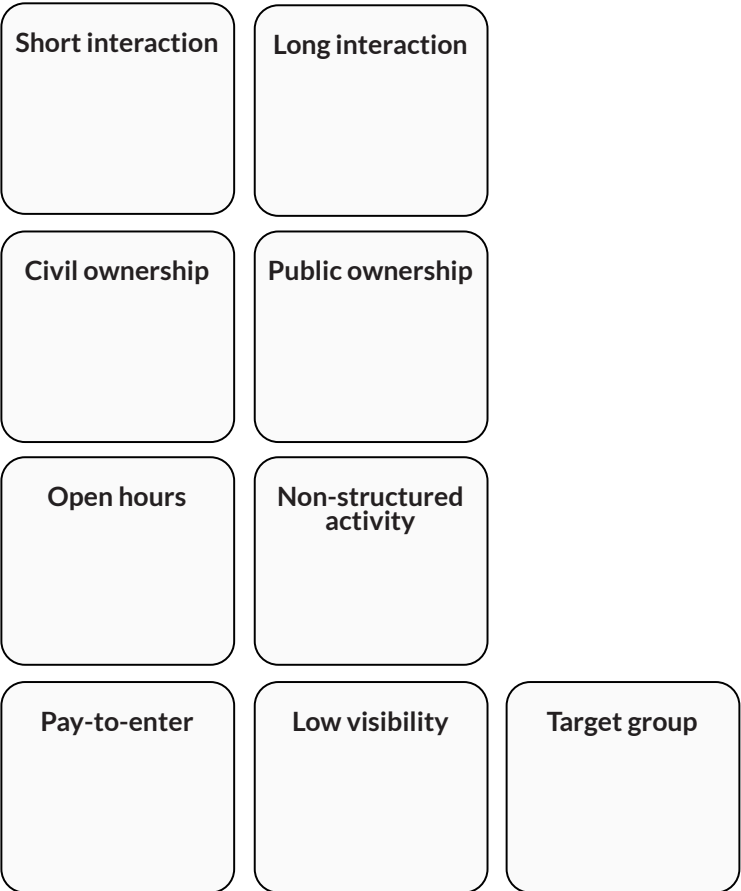 Short interaction
Long interaction
Civil ownership
Public ownership
Open hours
Non-structured
activity
Pay-to-enter
Low visibility
Target group